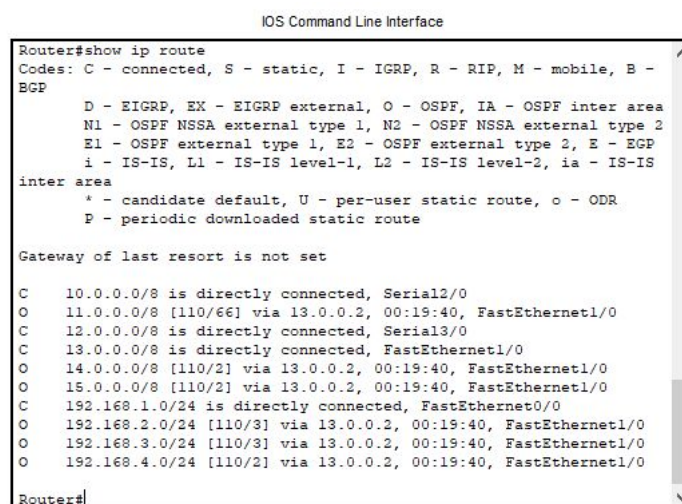 IOS Command Line Interface
Router#show ip route
Codes: C - connected, S - static, I - IGRP, R - RIP, M - mobile, B -
BGP
       D - EIGRP, EX - EIGRP external, O - OSPF, IA - OSPF inter area
       N1 - OSPF NSSA external type 1, N2 - OSPF NSSA external type 2
       E1 - OSPF external type 1, E2 - OSPF external type 2, E - EGP
       i - IS-IS, L1 - IS-IS level-1, L2 - IS-IS level-2, ia - IS-IS
inter area
       * - candidate default, U - per-user static route, o - ODR
       P - periodic downloaded static route
Gateway of last resort is not set
C    10.0.0.0/8 is directly connected, Serial2/0
O    11.0.0.0/8 [110/66] via 13.0.0.2, 00:19:40, FastEthernet1/0
C    12.0.0.0/8 is directly connected, Serial3/0
C    13.0.0.0/8 is directly connected, FastEthernet1/0
O    14.0.0.0/8 [110/2] via 13.0.0.2, 00:19:40, FastEthernet1/0
O    15.0.0.0/8 [110/2] via 13.0.0.2, 00:19:40, FastEthernet1/0
C    192.168.1.0/24 is directly connected, FastEthernet0/0
O    192.168.2.0/24 [110/3] via 13.0.0.2, 00:19:40, FastEthernet1/0
O    192.168.3.0/24 [110/3] via 13.0.0.2, 00:19:40, FastEthernet1/0
O    192.168.4.0/24 [110/2] via 13.0.0.2, 00:19:40, FastEthernet1/0
Router#